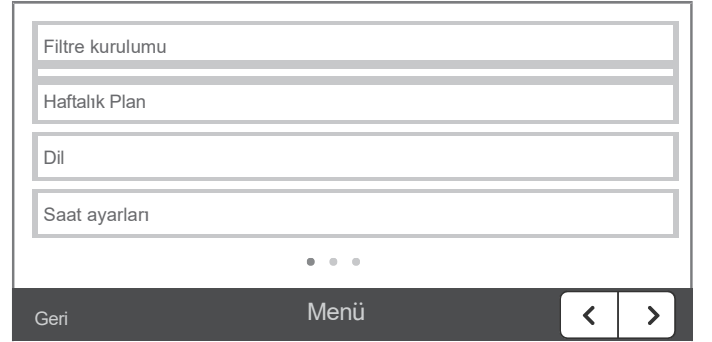 Filtre kurulumu
Haftalık Plan
Dil
Saat ayarları
Geri
Menü